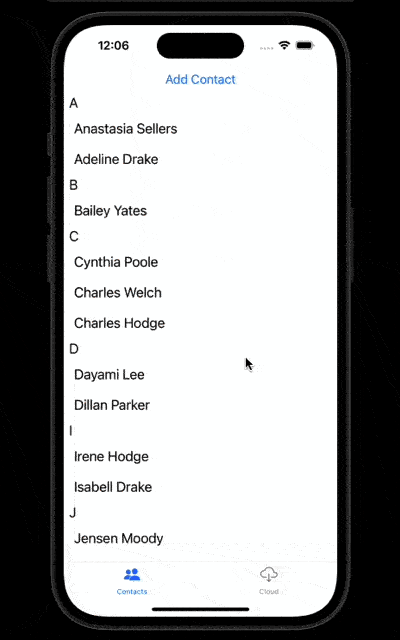 12:06
Add Contact
A
Anastasia Sellers
Adeline Drake
B
Bailey Yates
C
Cynthia Poole
Charles Welch
Charles Hodge
D
Dayami Lee
Dillan Parker
I
Irene Hodge
Isabell Drake
J
Jensen Moody
Contacts
Cloud